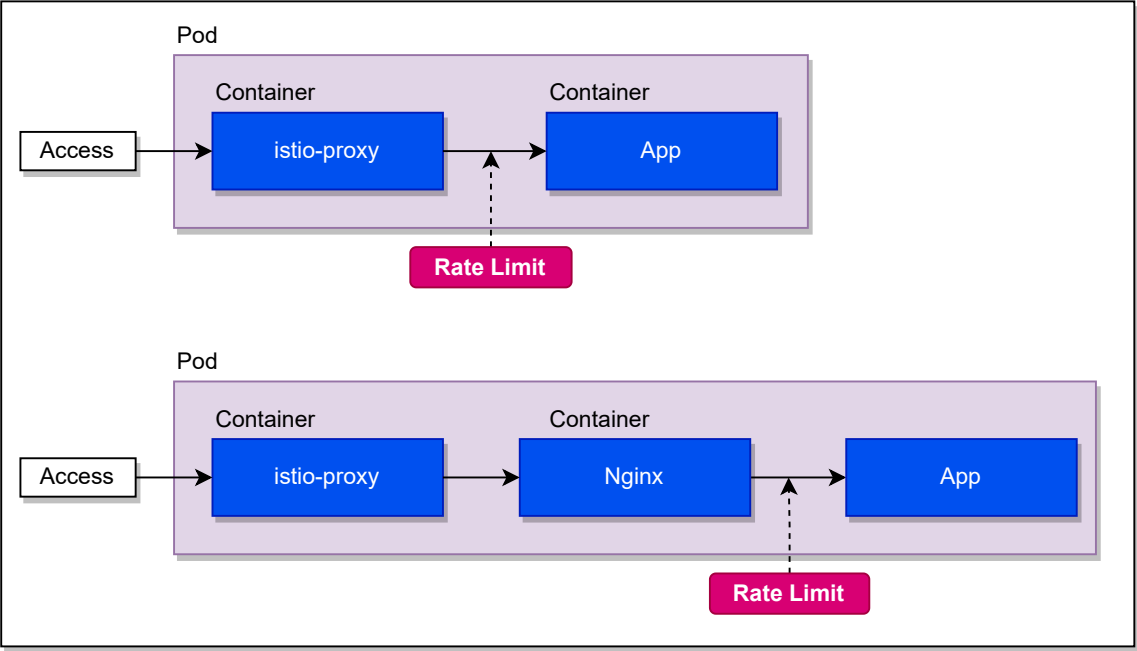 Pod
Container
Container
Access
istio-proxy
App
Rate Limit
Pod
Container
Container
Access
istio-proxy
Nginx
App
Rate Limit